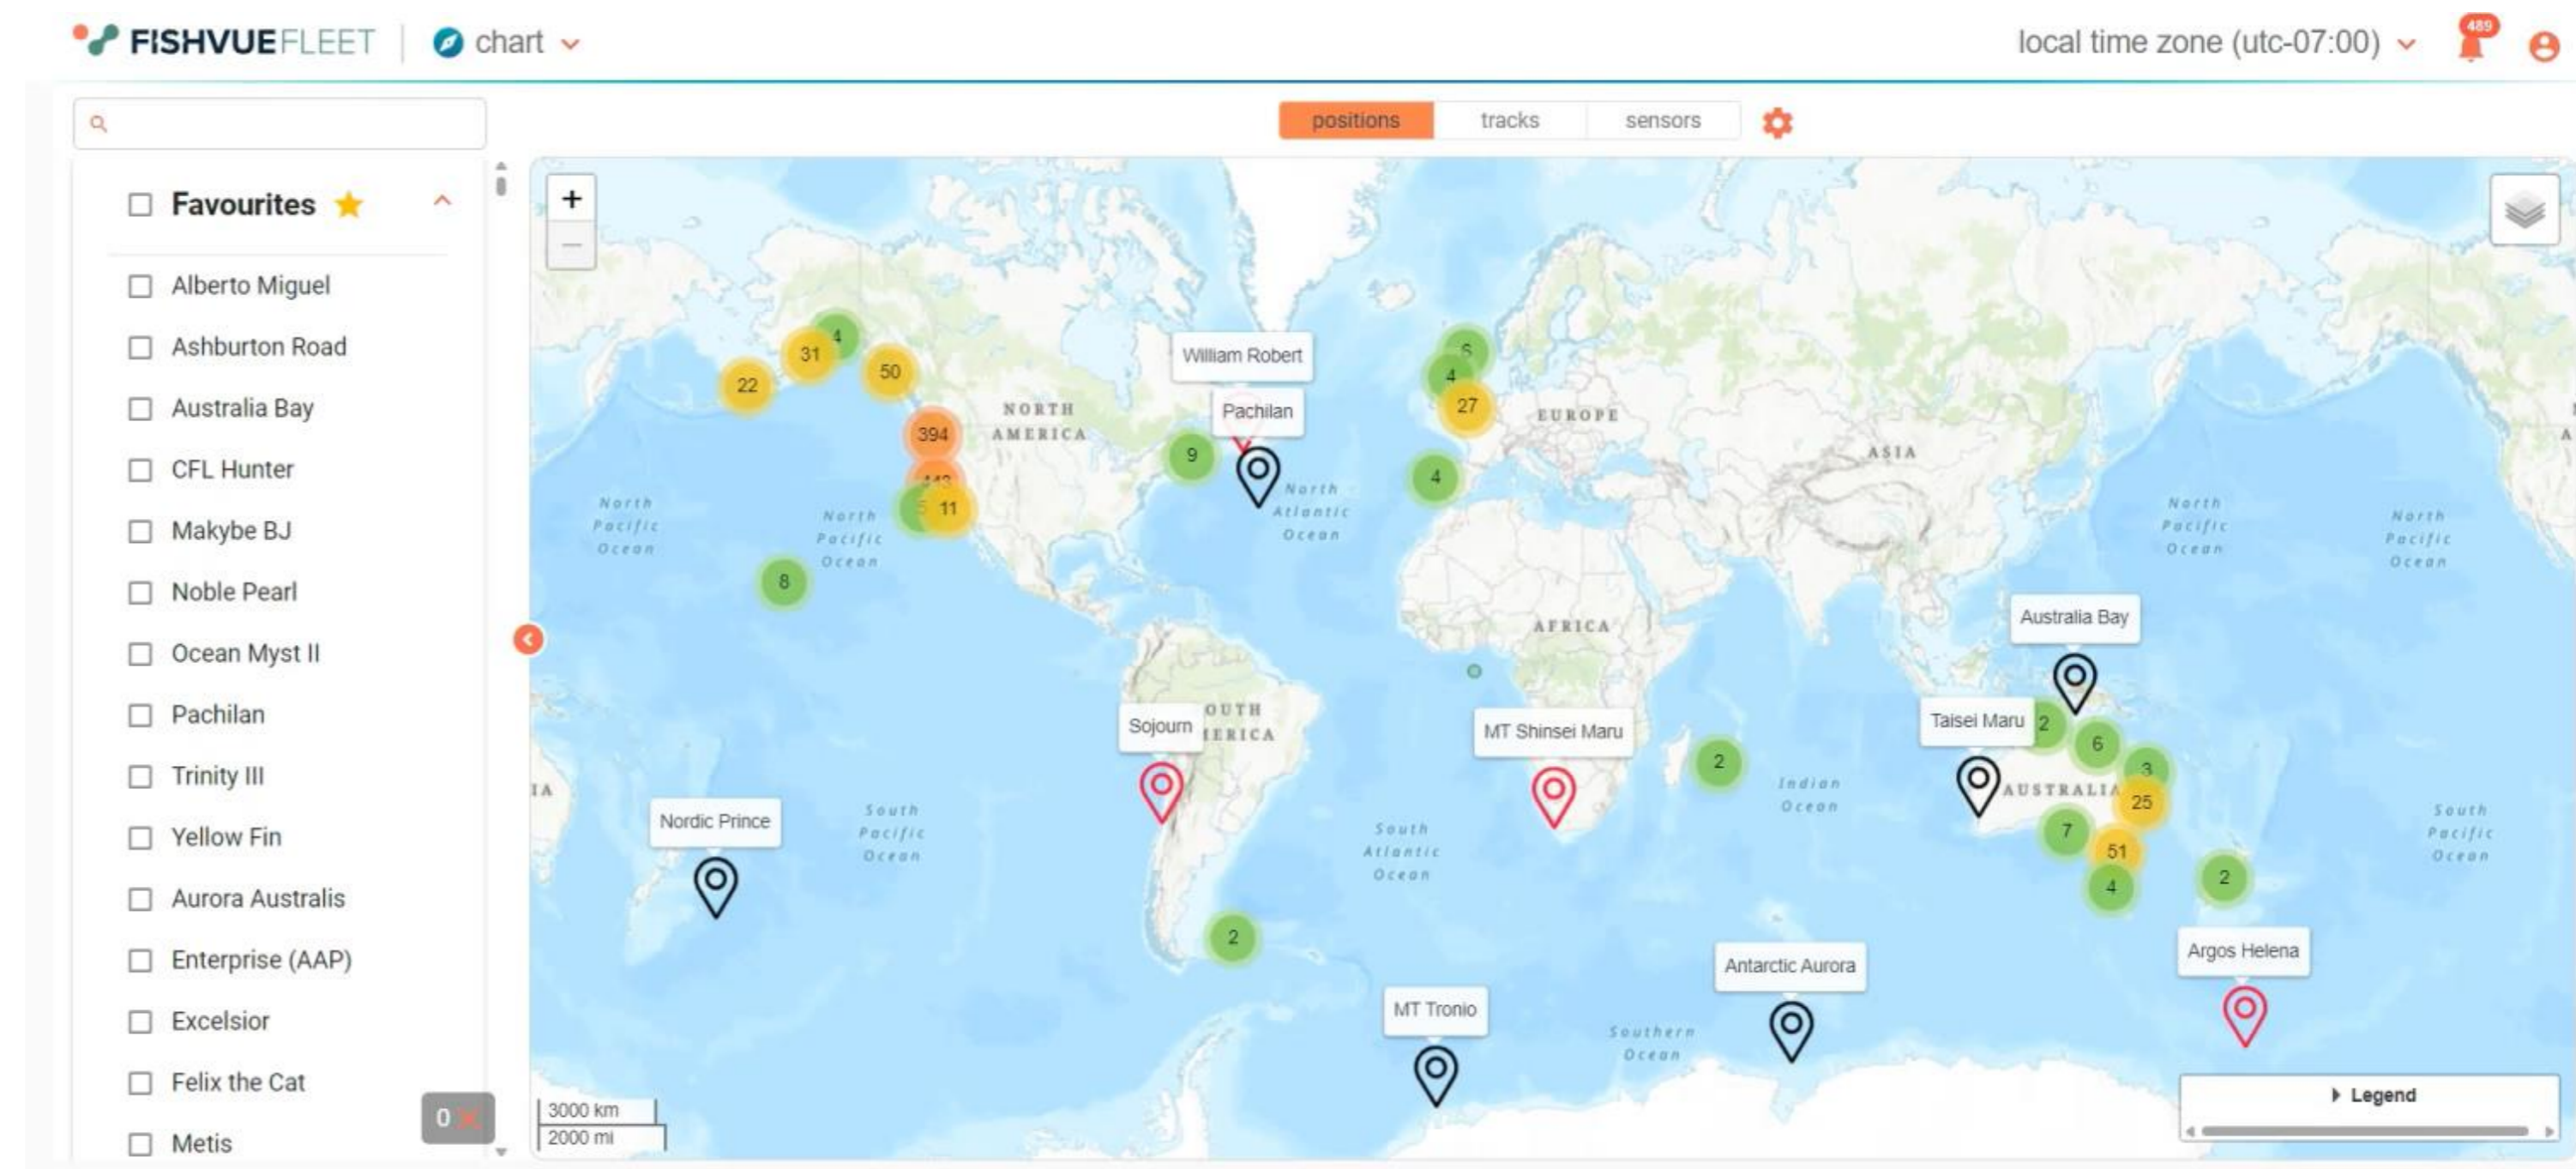 FISHVUEFLEET
chart
local time zone (utc-07:00)
489
positions
tracks
sensors
Favourites
Alberto Miguel
Ashburton Road
Australia Bay
CFL Hunter
Makybe BJ
Noble Pearl
Ocean Myst II
Pachilan
Trinity III
Yellow Fin
Aurora Australis
Enterprise (AAP)
Excelsior
Felix the Cat
Metis
0
+
−
4
31
50
22
394
11
8
9
William Robert
Pachilan
NORTH
AMERICA
North
Pacific
Ocean
North
Pacific
Ocean
North
Atlantic
Ocean
6
4
27
4
EUROPE
ASIA
AFRICA
North
Pacific
Ocean
North
Pacific
Ocean
A
A
Sojourn
OUTH
MERICA
MT Shinsei Maru
2
Indian
Ocean
Australia Bay
Taisei Maru
2
6
3
AUSTRALIA
25
7
51
4
2
IA
Nordic Prince
South
Pacific
Ocean
South
Atlantic
Ocean
South
Pacific
Ocean
2
Antarctic Aurora
Argos Helena
MT Tronio
Southern
Ocean
3000 km
2000 mi
Legend